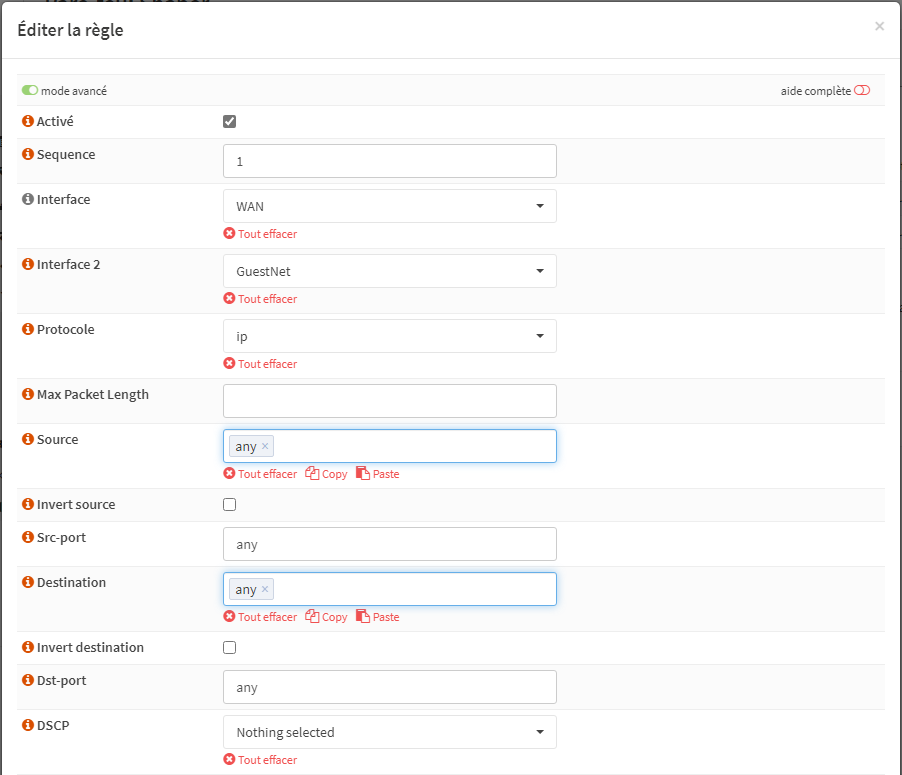 Éditer la règle ×
mode avancé aide complète
Activé
Sequence 1
Interface WAN
Tout effacer
Interface 2 GuestNet
Tout effacer
Protocole ip
Tout effacer
Max Packet Length
Source any ×
Tout effacer Copy Paste
Invert source
Src-port any
Destination any ×
Tout effacer Copy Paste
Invert destination
Dst-port any
DSCP Nothing selected
Tout effacer